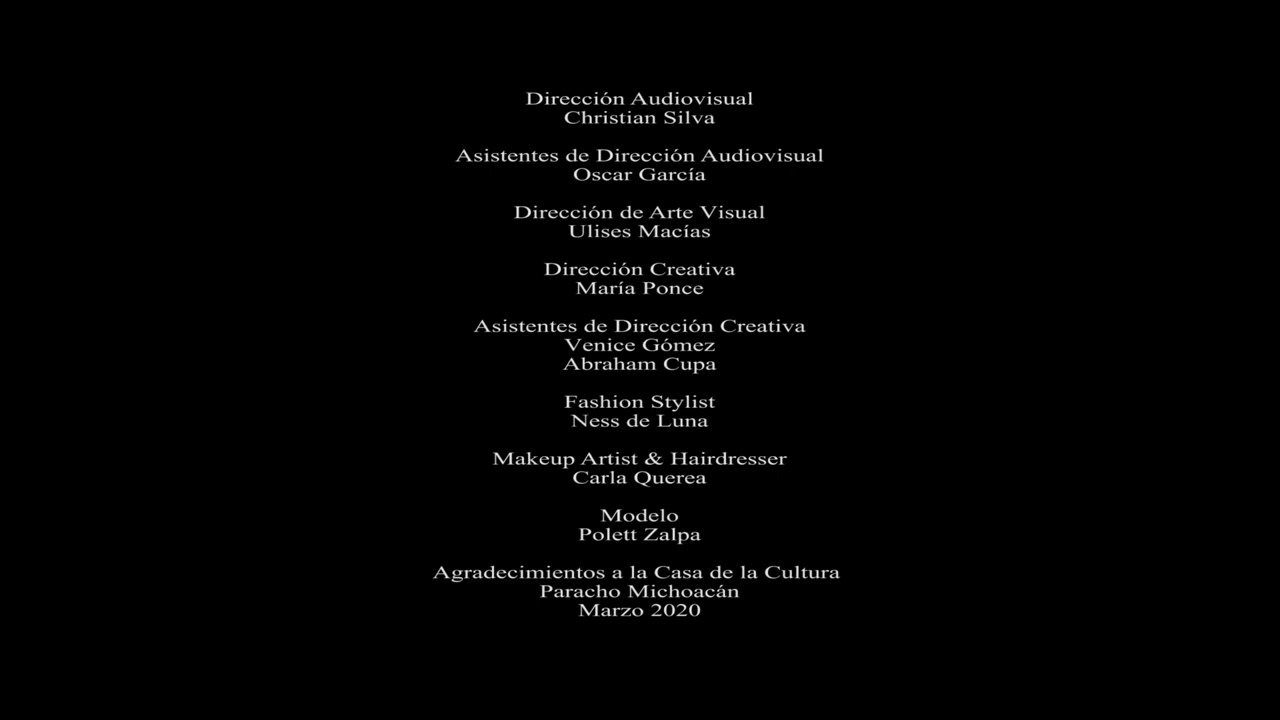 Dirección Audiovisual
Christian Silva
Asistentes de Dirección Audiovisual
Oscar García
Dirección de Arte Visual
Ulises Macías
Dirección Creativa
María Ponce
Asistentes de Dirección Creativa
Venice Gómez
Abraham Cupa
Fashion Stylist
Ness de Luna
Makeup Artist & Hairdresser
Carla Querea
Modelo
Polett Zalpa
Agradecimientos a la Casa de la Cultura
Paracho Michoacán
Marzo 2020